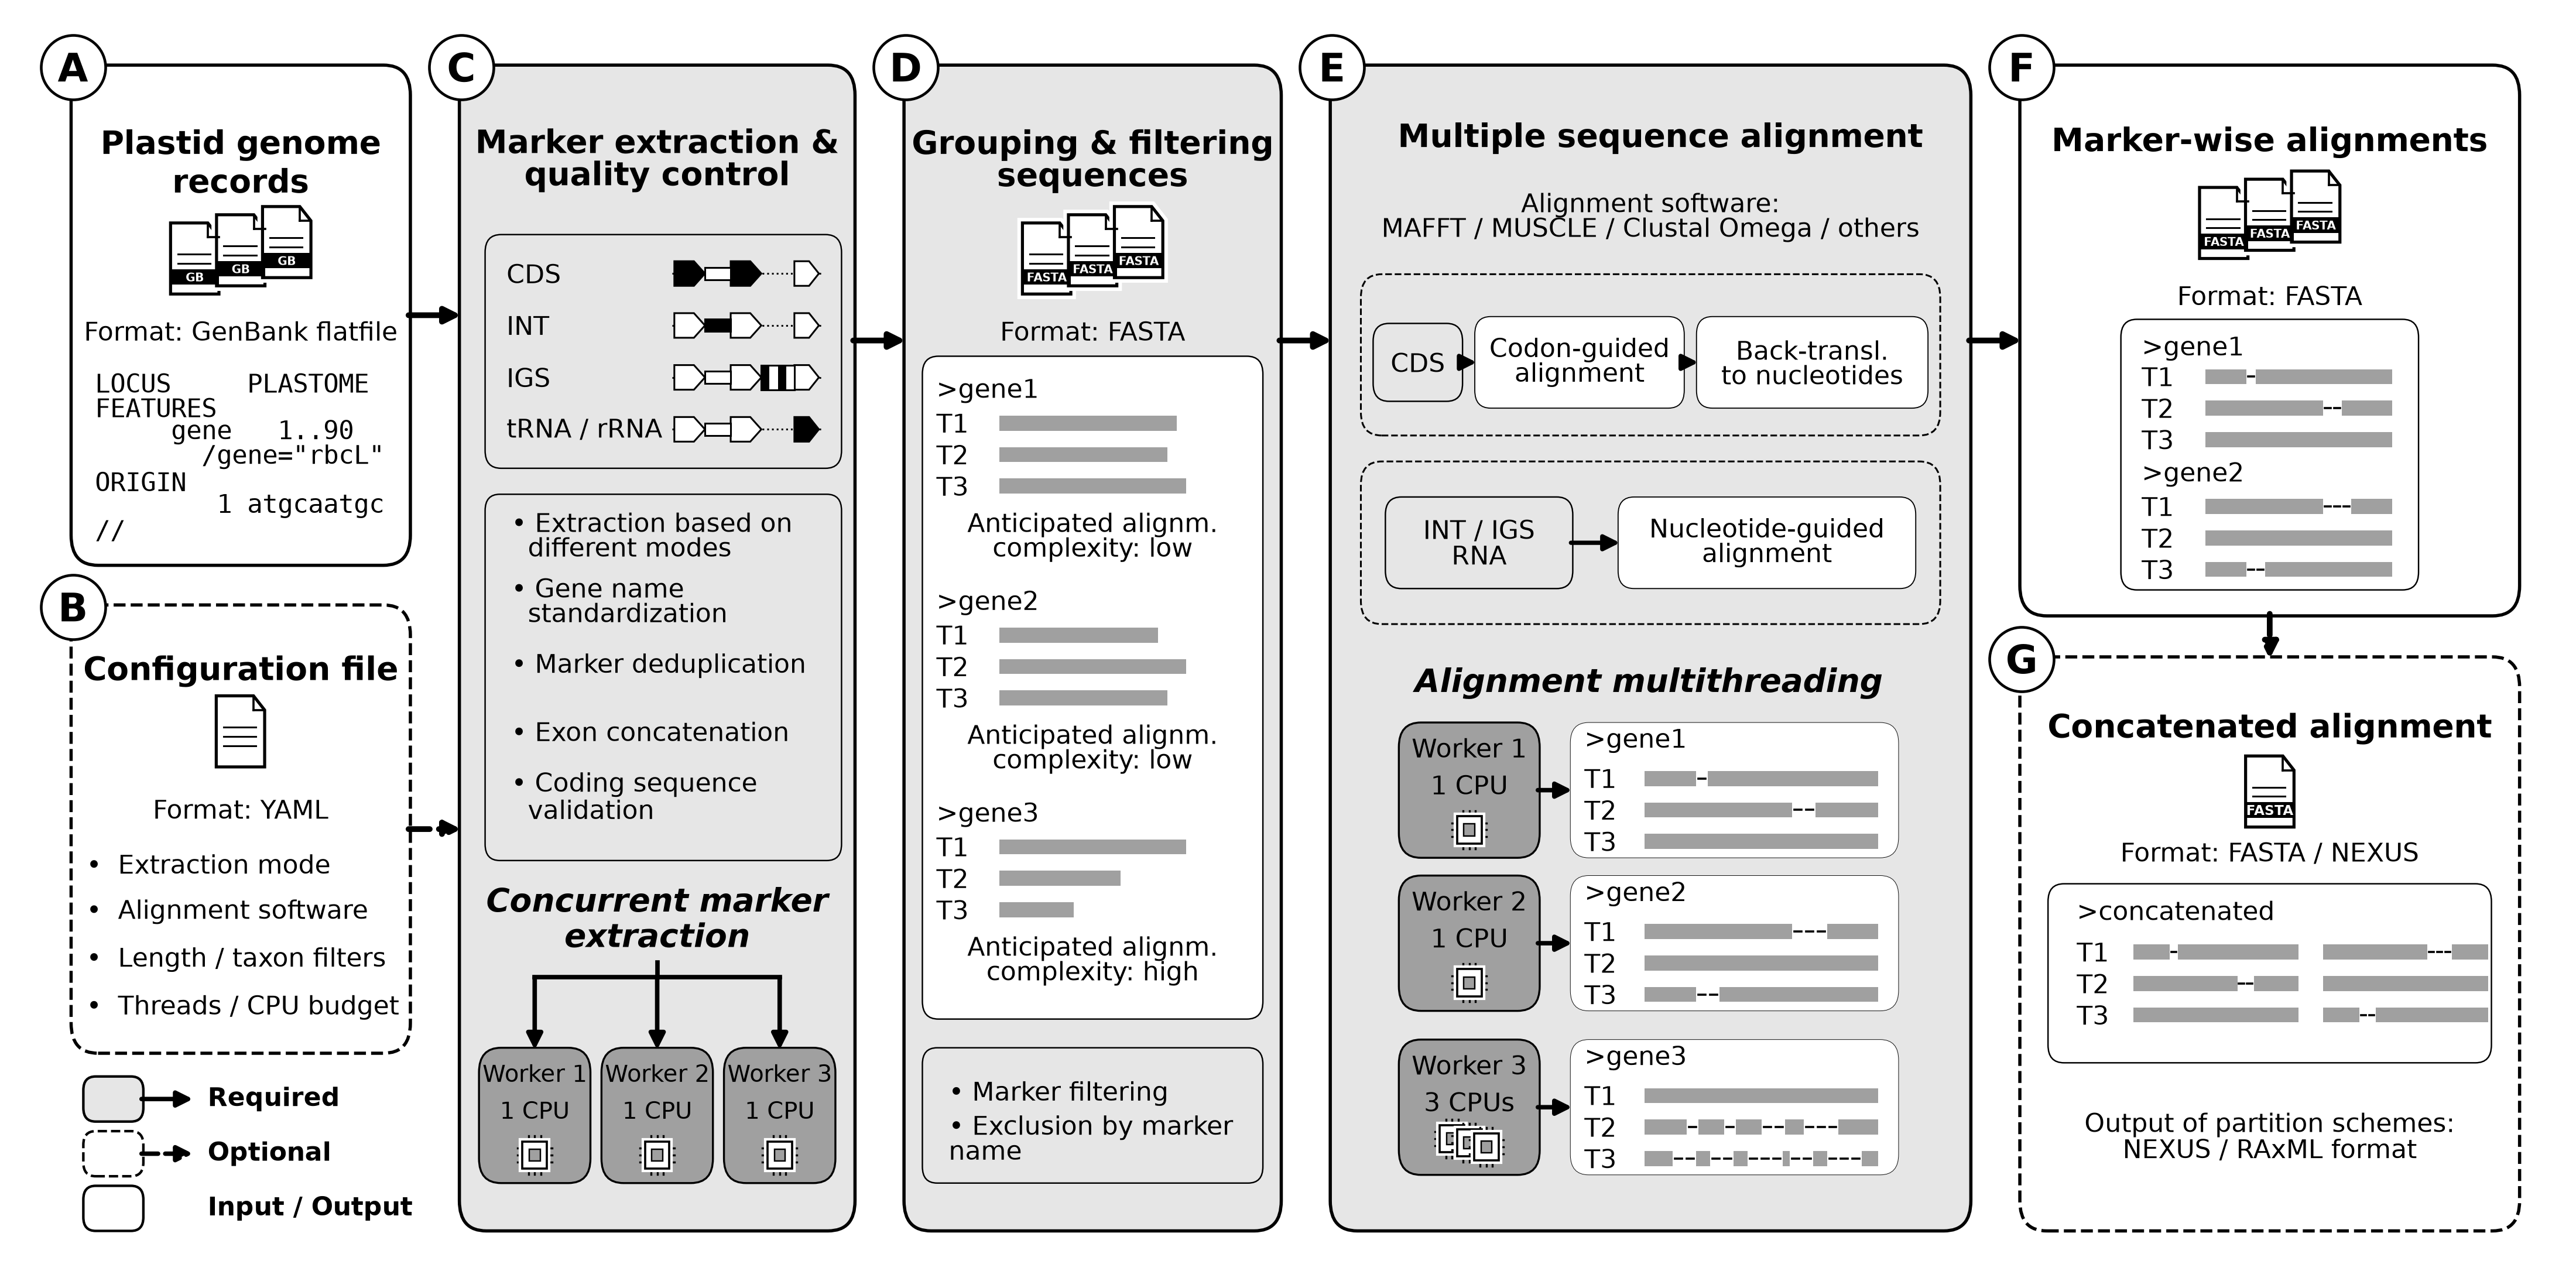 A
Plastid genome
records
GB
GB
GB
Format: GenBank flatfile
LOCUS     PLASTOME
FEATURES
gene   1..90
/gene="rbcL"
ORIGIN
1 atgcaatgc
//
B
Configuration file
Format: YAML
• Extraction mode
• Alignment software
• Length / taxon filters
• Threads / CPU budget
Required
Optional
Input / Output
C
Marker extraction &
quality control
CDS
INT
IGS
tRNA / rRNA
• Extraction based on
different modes
• Gene name
standardization
• Marker deduplication
• Exon concatenation
• Coding sequence
validation
Concurrent marker
extraction
Worker 1
1 CPU
Worker 2
1 CPU
Worker 3
1 CPU
D
Grouping & filtering
sequences
FASTA
FASTA
FASTA
Format: FASTA
>gene1
T1
T2
T3
Anticipated alignm.
complexity: low
>gene2
T1
T2
T3
Anticipated alignm.
complexity: low
>gene3
T1
T2
T3
Anticipated alignm.
complexity: high
• Marker filtering
• Exclusion by marker
name
E
Multiple sequence alignment
Alignment software:
MAFFT / MUSCLE / Clustal Omega / others
CDS
Codon-guided
alignment
Back-transl.
to nucleotides
INT / IGS
RNA
Nucleotide-guided
alignment
Alignment multithreading
Worker 1
1 CPU
>gene1
T1
T2
T3
Worker 2
1 CPU
>gene2
T1
T2
T3
Worker 3
3 CPUs
>gene3
T1
T2
T3
F
Marker-wise alignments
FASTA
FASTA
FASTA
Format: FASTA
>gene1
T1
T2
T3
>gene2
T1
T2
T3
G
Concatenated alignment
FASTA
Format: FASTA / NEXUS
>concatenated
T1
T2
T3
Output of partition schemes:
NEXUS / RAxML format